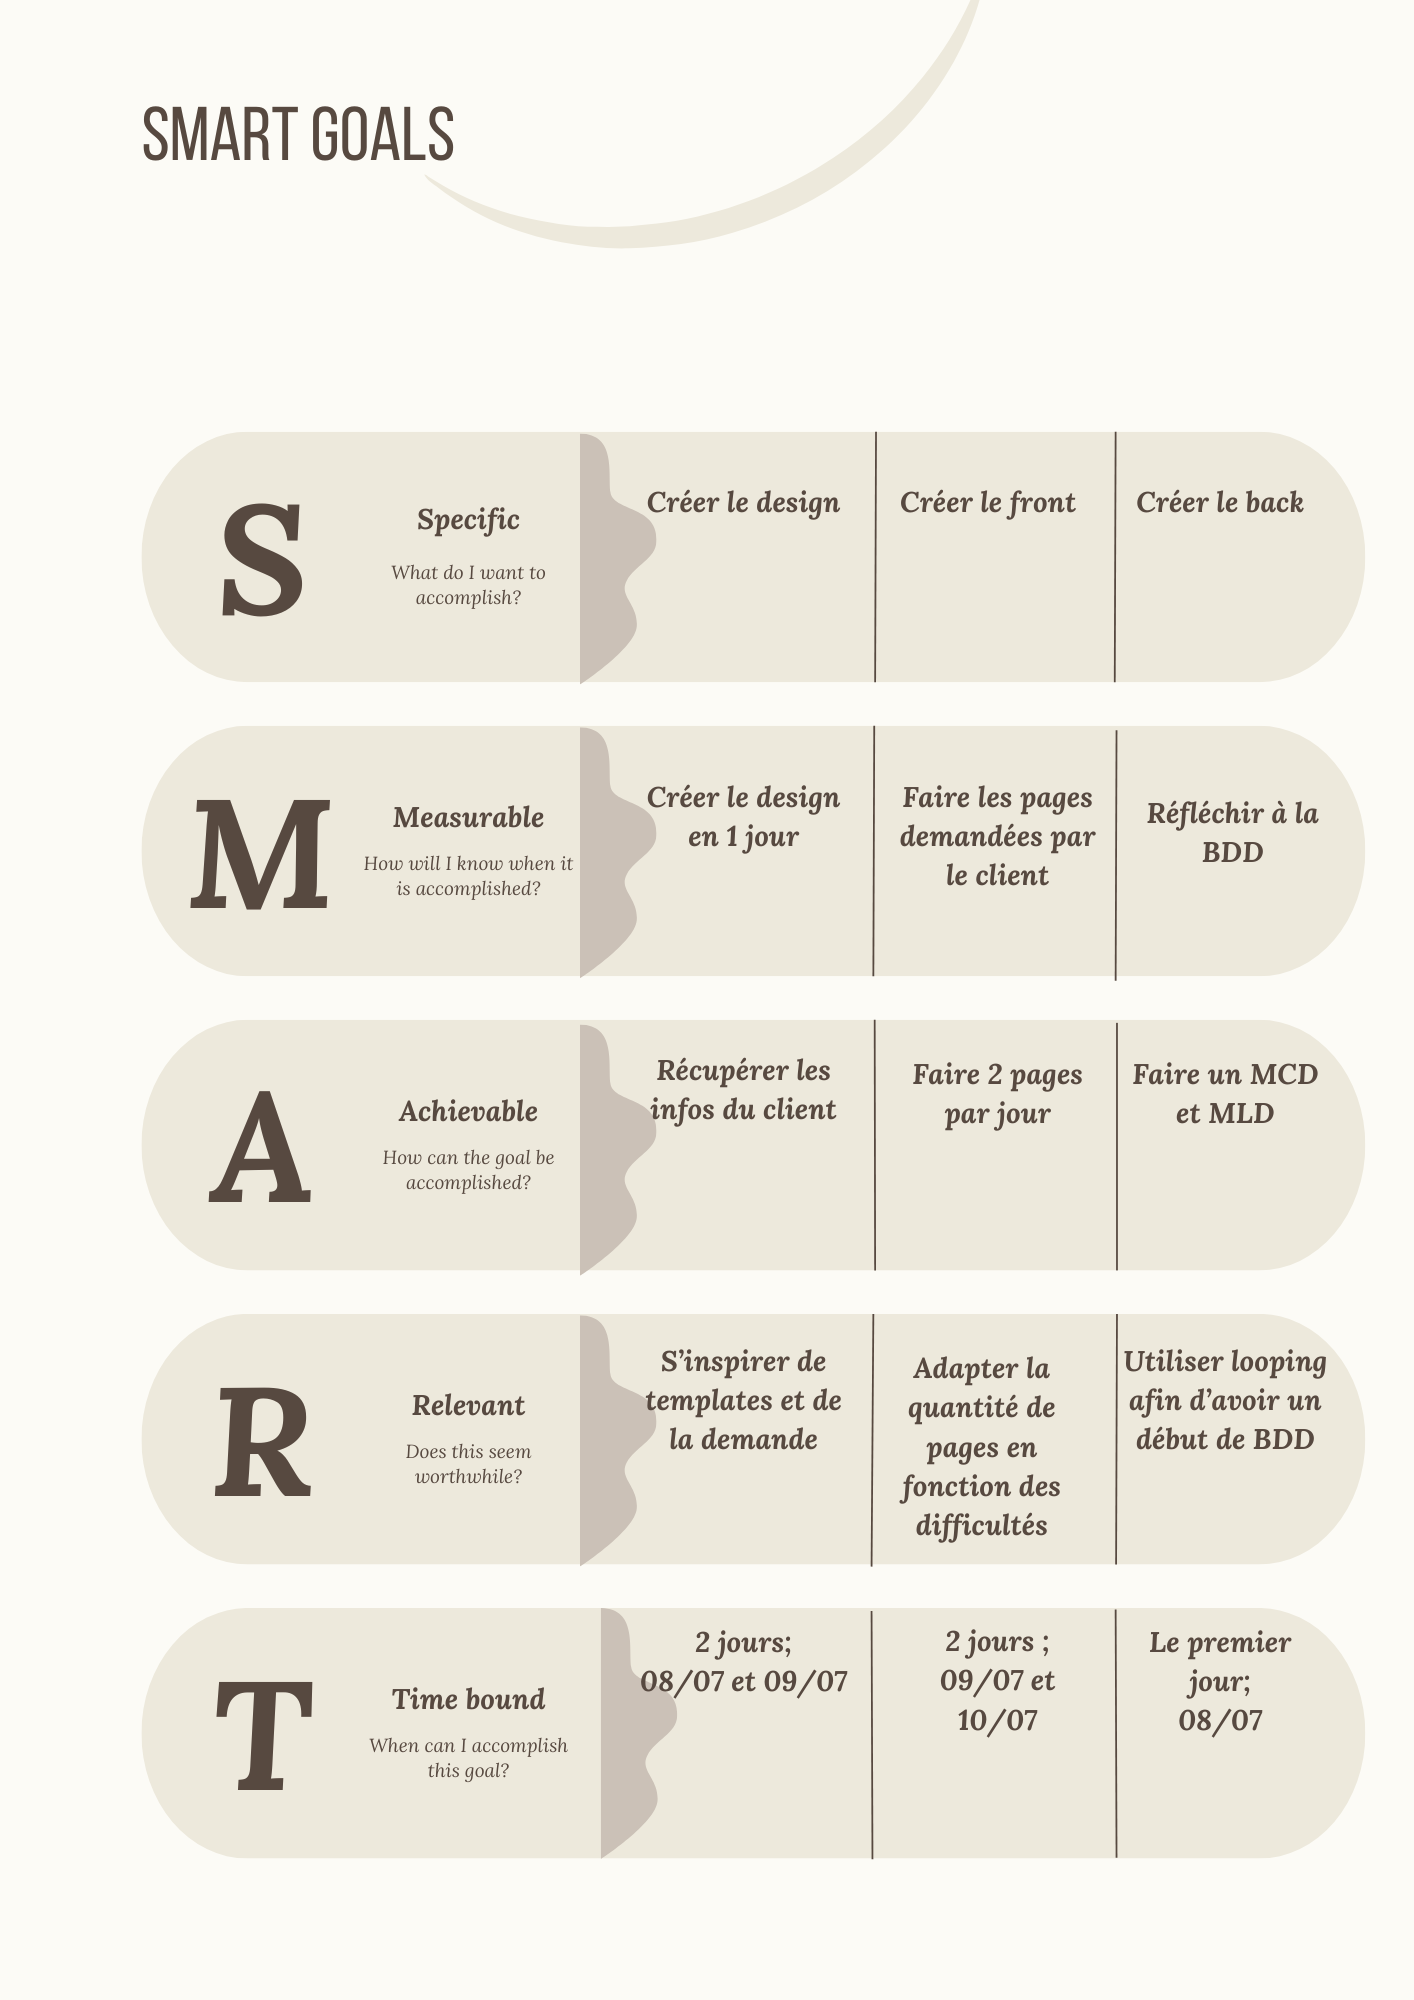 SMART GOALS
S
Specific
What do I want to
accomplish?
Créer le design
Créer le front
Créer le back
M
Measurable
How will I know when it
is accomplished?
Créer le design
en 1 jour
Faire les pages
demandées par
le client
Réfléchir à la
BDD
A
Achievable
How can the goal be
accomplished?
Récupérer les
infos du client
Faire 2 pages
par jour
Faire un MCD
et MLD
R
Relevant
Does this seem
worthwhile?
S’inspirer de
templates et de
la demande
Adapter la
quantité de
pages en
fonction des
difficultés
Utiliser looping
afin d’avoir un
début de BDD
T
Time bound
When can I accomplish
this goal?
2 jours;
08/07 et 09/07
2 jours ;
09/07 et
10/07
Le premier
jour;
08/07